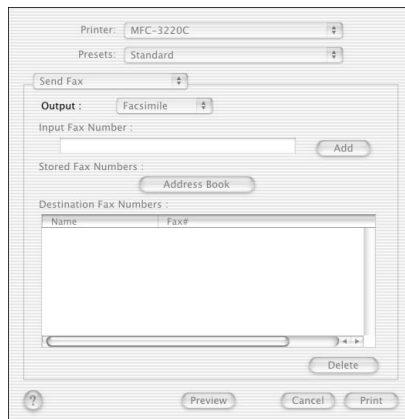 Printer: MFC-3220C
Presets: Standard
Send Fax
Output : Facsimile
Input Fax Number :
Add
Stored Fax Numbers :
Address Book
Destination Fax Numbers :
Name Fax#
Delete
? Preview Cancel Print